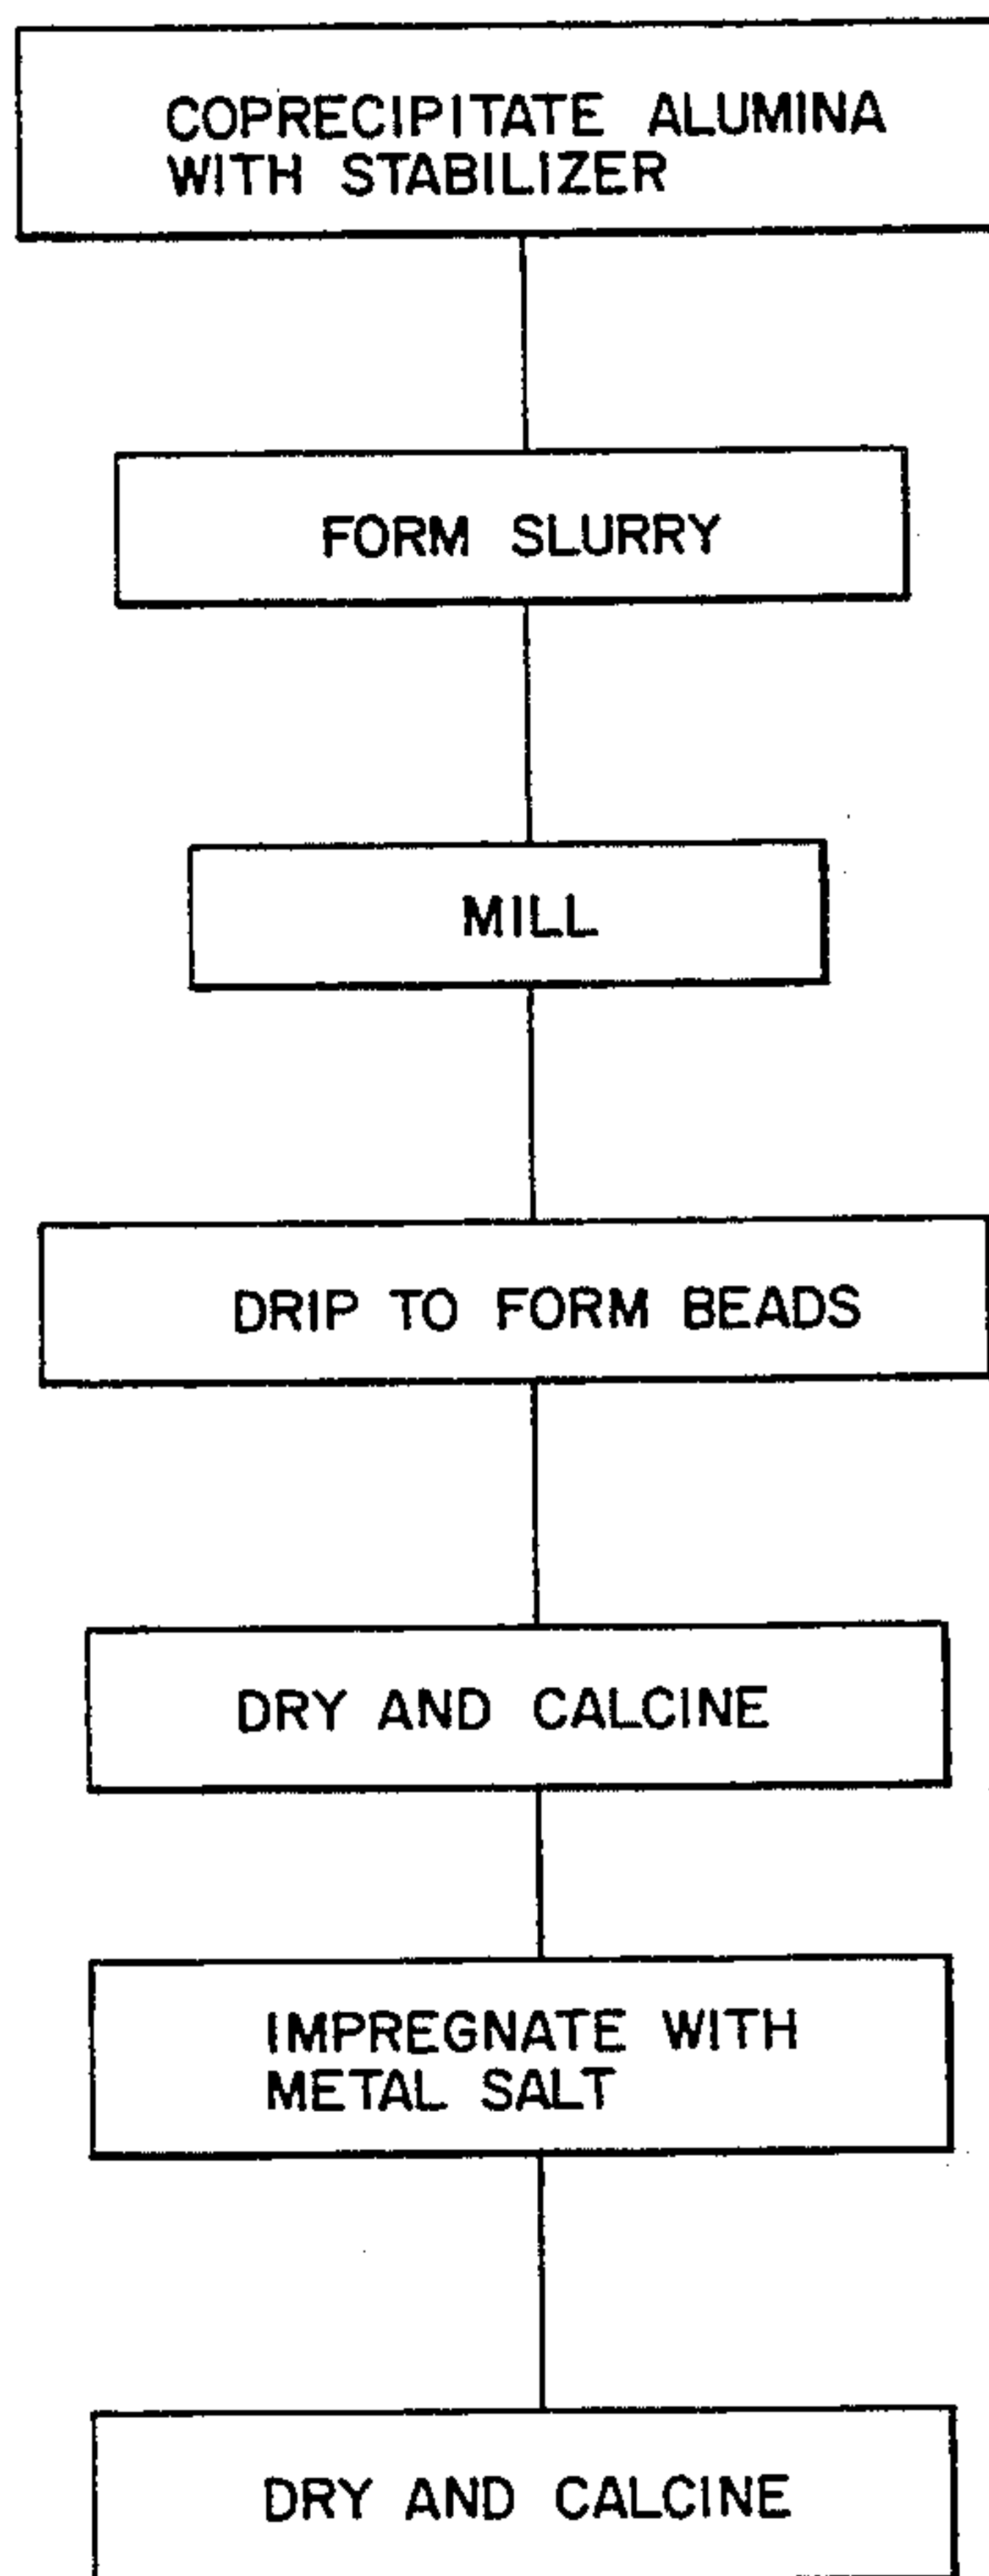 COPRECIPITATE ALUMINA
WITH STABILIZER
FORM SLURRY
MILL
DRIP TO FORM BEADS
DRY AND CALCINE
IMPREGNATE WITH
METAL SALT
DRY AND CALCINE